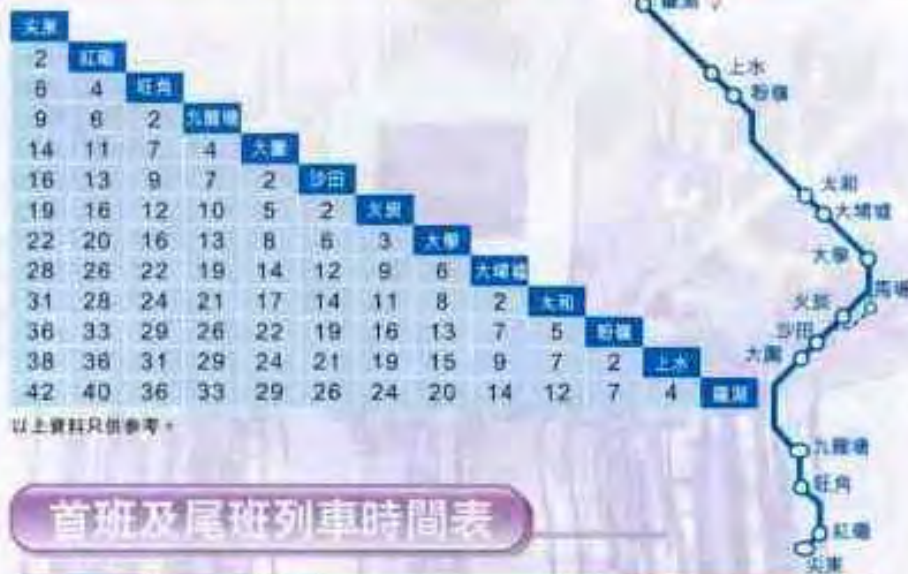 尖東
2 紅磡
6 4 旺角
9 6 2 九龍塘
14 11 7 4 大圍
16 13 9 7 2 沙田
19 16 12 10 5 2 火炭
22 20 16 13 8 6 3 大學
28 26 22 19 14 12 9 6 大埔墟
31 28 24 21 17 14 11 8 2 太和
36 33 29 26 22 19 16 13 7 5 粉嶺
38 36 31 29 24 21 19 15 9 7 2 上水
42 40 36 33 29 26 24 20 14 12 7 4 羅湖
以上資料只供參考。
首班及尾班列車時間表
羅湖
上水
粉嶺
太和
大埔墟
大學
馬場
火炭
沙田
大圍
九龍塘
旺角
紅磡
尖東